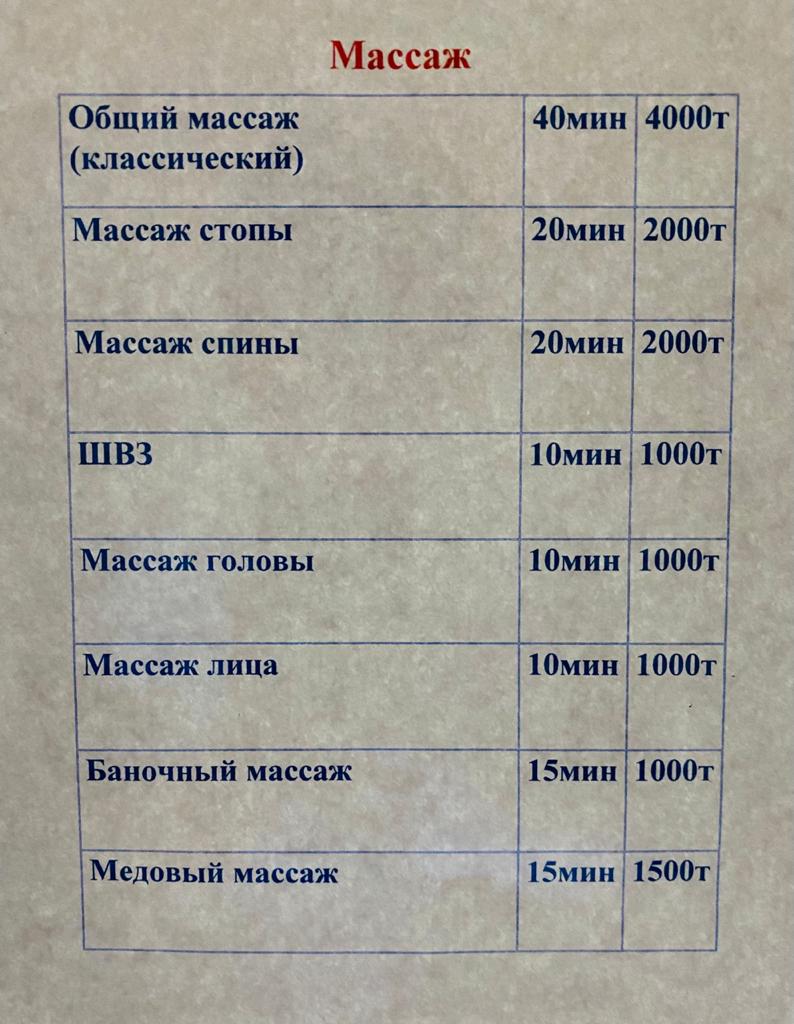 Массаж
Общий массаж 40мин 4000т
(классический)
Массаж стопы 20мин 2000т
Массаж спины 20мин 2000т
ШВЗ 10мин 1000т
Массаж головы 10мин 1000т
Массаж лица 10мин 1000т
Баночный массаж 15мин 1000т
Медовый массаж 15мин 1500т